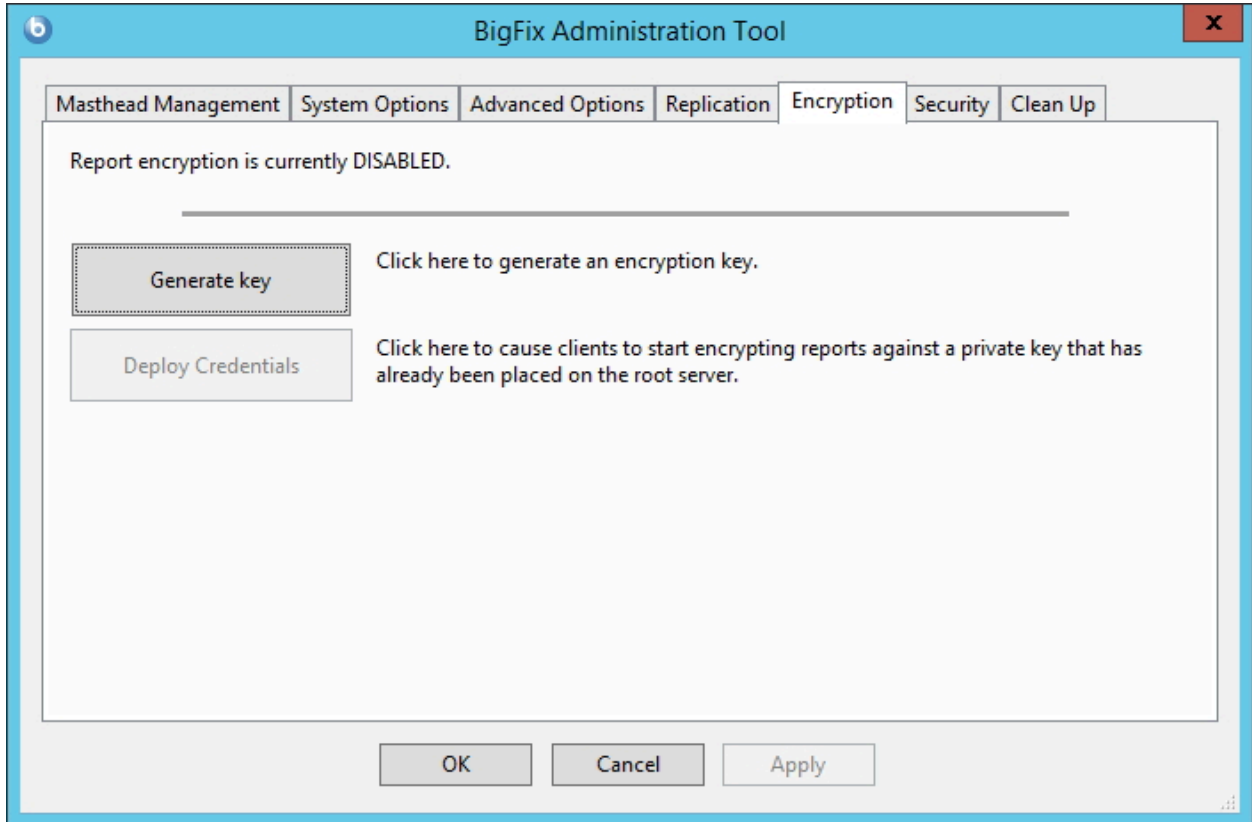 b
BigFix Administration Tool
x
Masthead Management
System Options
Advanced Options
Replication
Encryption
Security
Clean Up
Report encryption is currently DISABLED.
Generate key
Click here to generate an encryption key.
Deploy Credentials
Click here to cause clients to start encrypting reports against a private key that has
already been placed on the root server.
OK
Cancel
Apply